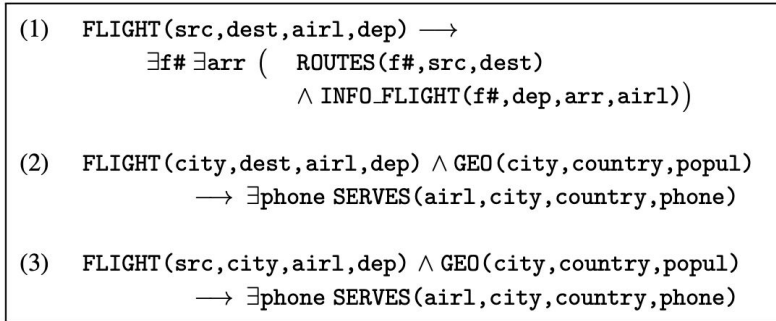 (1) FLIGHT(src,dest,airl,dep) ⟶
∃f# ∃arr ( ROUTES(f#,src,dest)
∧ INFO_FLIGHT(f#,dep,arr,airl))
(2) FLIGHT(city,dest,airl,dep) ∧ GEO(city,country,popul)
⟶ ∃phone SERVES(airl,city,country,phone)
(3) FLIGHT(src,city,airl,dep) ∧ GEO(city,country,popul)
⟶ ∃phone SERVES(airl,city,country,phone)